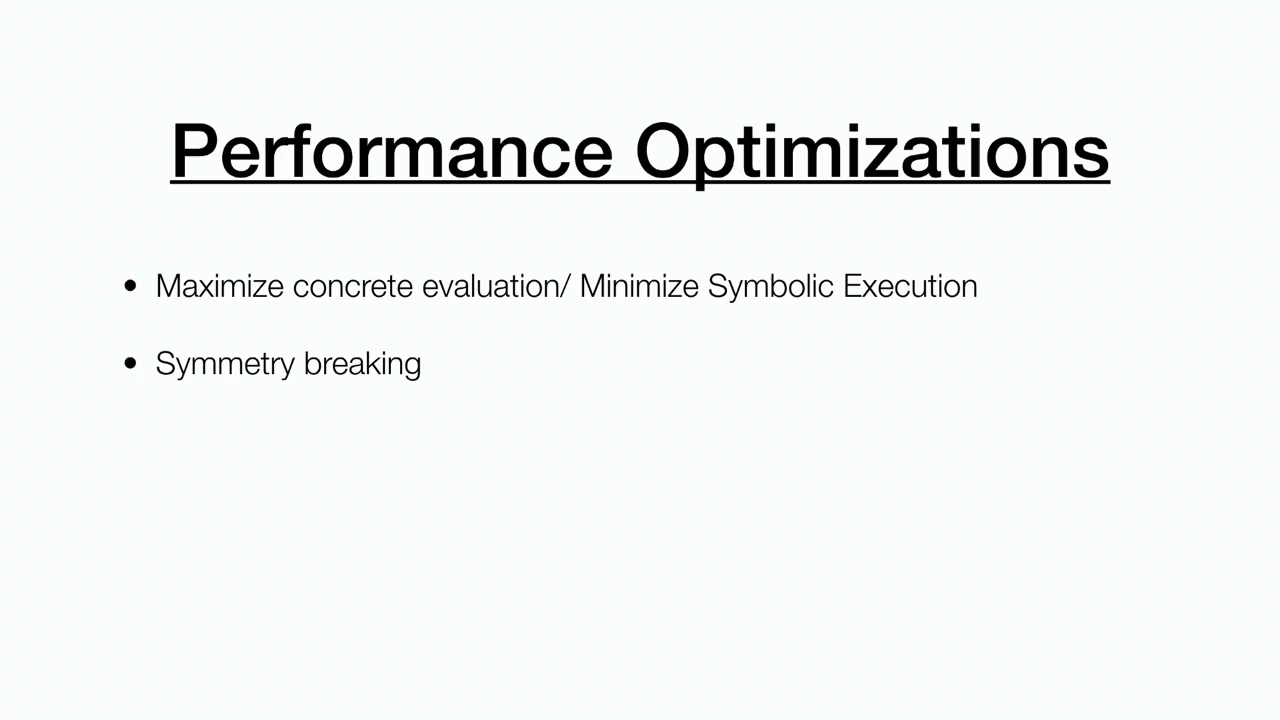 Performance Optimizations
• Maximize concrete evaluation/ Minimize Symbolic Execution
• Symmetry breaking